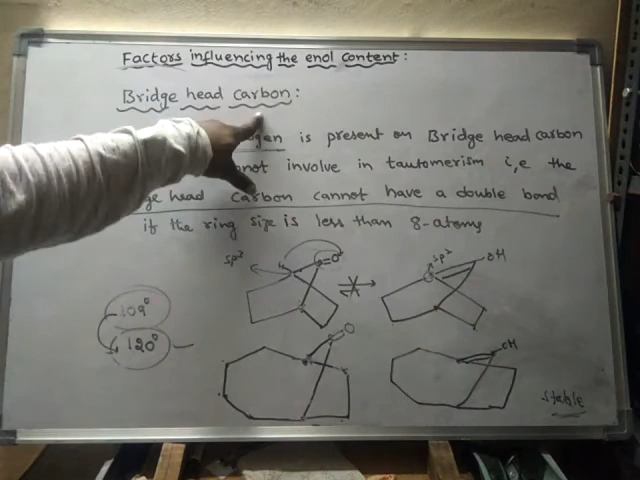 Factors influencing the enol content:
Bridge head carbon:
gen is present on Bridge head carbon
not involve in tautomerism i,e the
ge head carbon cannot have a double bond
if the ring size is less than 8-atoms
sp²
=O
sp²
OH
109°
120°
O
OH
stable